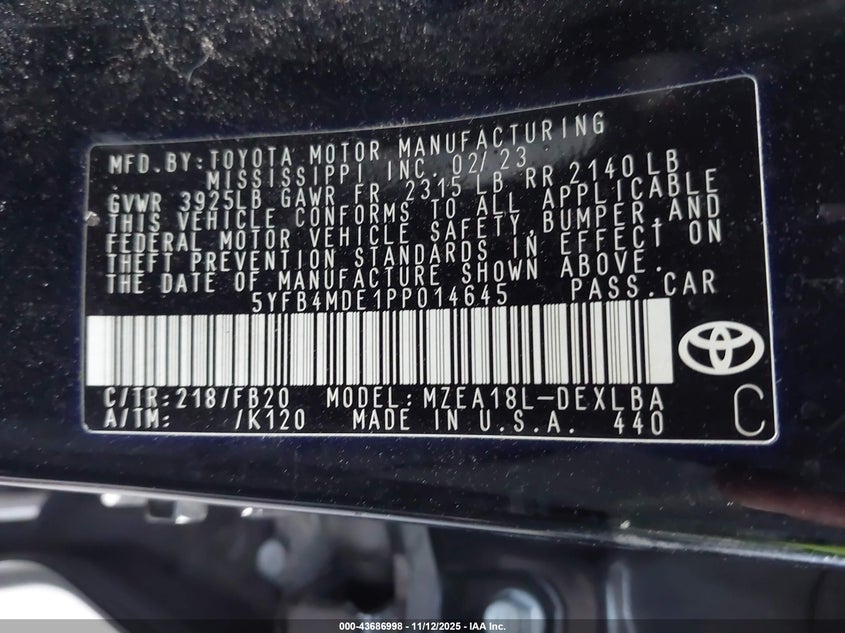 MFD.BY:TOYOTA MOTOR MANUFACTURING
MISSISSIPPI INC. 02/23
GVWR 3925LB GAWR FR 2315 LB RR 2140 LB
THIS VEHICLE CONFORMS TO ALL APPLICABLE
FEDERAL MOTOR VEHICLE SAFETY,BUMPER,AND
THEFT PREVENTION STANDARDS IN EFFECT ON
THE DATE OF MANUFACTURE SHOWN ABOVE.
5YFB4MDE1PP014645 PASS.CAR
C/TR:218/FB20 MODEL:MZEA18L-DEXLBA
A/TM: /K120 MADE IN U.S.A. 440 C
000-43686998 - 11/12/2025 - IAA Inc.